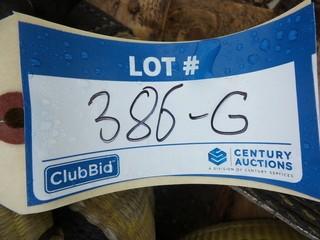 LOT #
386-G
ClubBid
CENTURY
AUCTIONS
A DIVISION OF CENTURY SERVICES